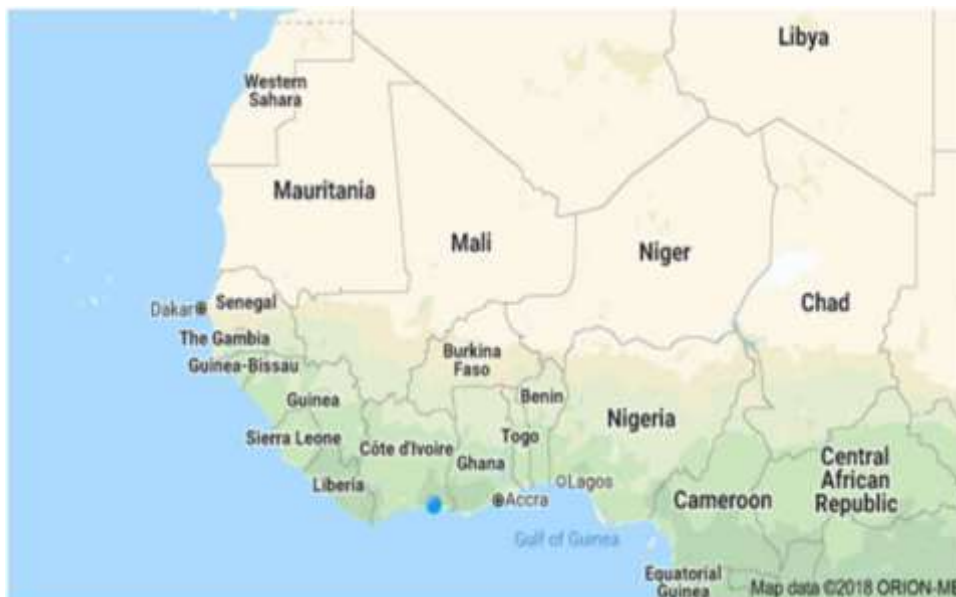 Libya
Western
Sahara
Mauritania
Mali
Niger
Chad
Dakar
Senegal
The Gambia
Guinea-Bissau
Burkina
Faso
Benin
Guinea
Nigeria
Sierra Leone
Côte d'Ivoire
Togo
Ghana
Central
African
Republic
Liberia
Lagos
Accra
Cameroon
Gulf of Guinea
Equatorial
Guinea
Map data ©2018 ORION-ME